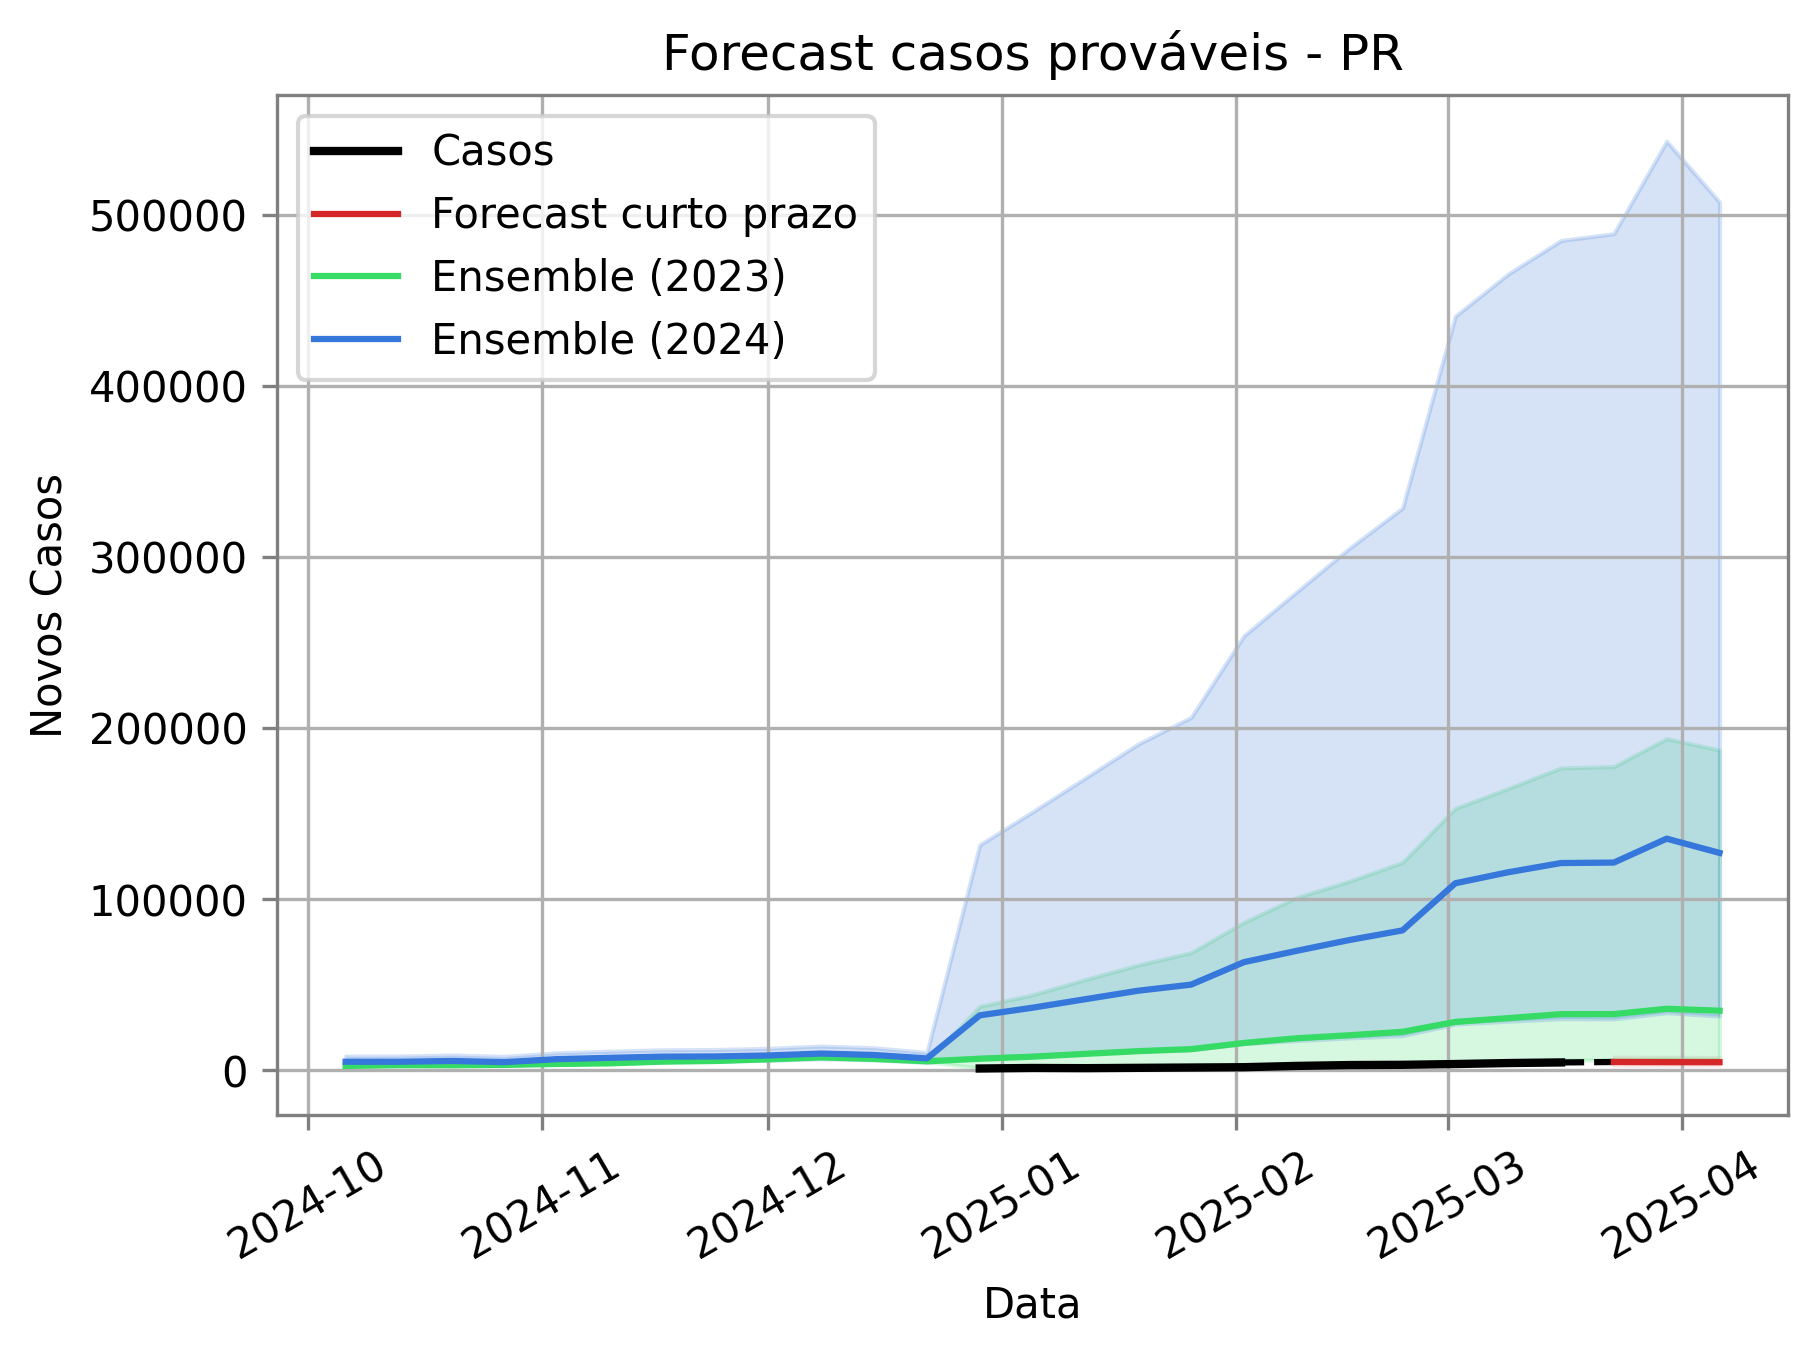 Forecast casos prováveis - PR
Casos
Forecast curto prazo
Ensemble (2023)
Ensemble (2024)
Novos Casos
500000
400000
300000
200000
100000
0
2024-10
2024-11
2024-12
2025-01
2025-02
2025-03
2025-04
Data